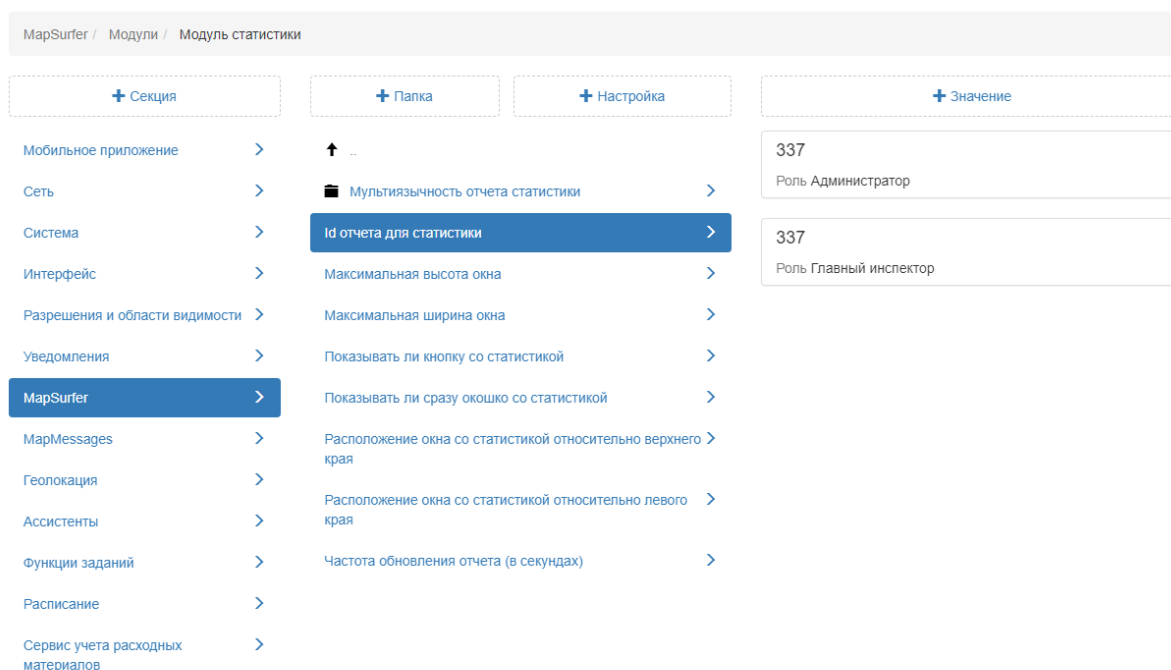 MapSurfer / Модули / Модуль статистики
+ Секция
+ Папка
+ Настройка
+ Значение
Мобильное приложение
Сеть
Система
Интерфейс
Разрешения и области видимости
Уведомления
MapSurfer
MapMessages
Геолокация
Ассистенты
Функции заданий
Расписание
Сервис учета расходных
материалов
..
Мультиязычность отчета статистики
Id отчета для статистики
Максимальная высота окна
Максимальная ширина окна
Показывать ли кнопку со статистикой
Показывать ли сразу окошко со статистикой
Расположение окна со статистикой относительно верхнего
края
Расположение окна со статистикой относительно левого
края
Частота обновления отчета (в секундах)
337
Роль Администратор
337
Роль Главный инспектор